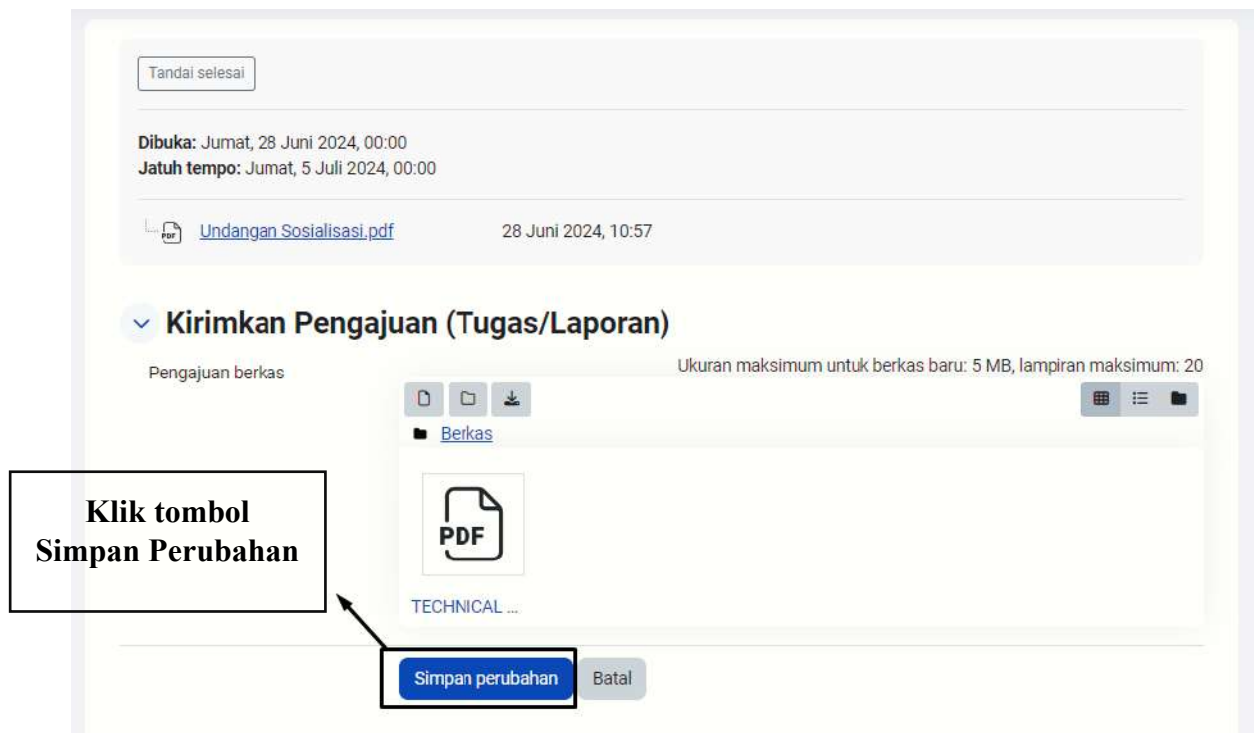 Tandai selesai
Dibuka: Jumat, 28 Juni 2024, 00:00
Jatuh tempo: Jumat, 5 Juli 2024, 00:00
PDF Undangan Sosialisasi.pdf 28 Juni 2024, 10:57
Kirimkan Pengajuan (Tugas/Laporan)
Pengajuan berkas
Ukuran maksimum untuk berkas baru: 5 MB, lampiran maksimum: 20
Berkas
PDF
TECHNICAL ...
Klik tombol
Simpan Perubahan
Simpan perubahan Batal